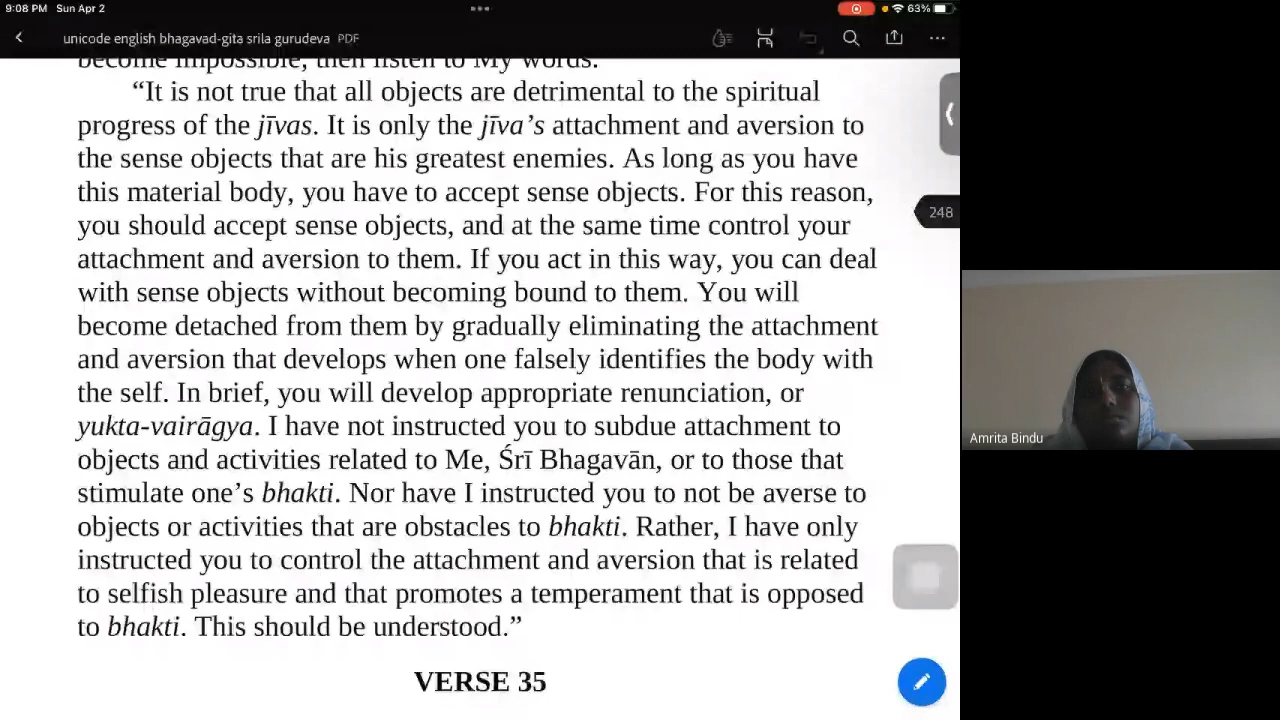 9:08 PM Sun Apr 2
63%
unicode english bhagavad-gita srila gurudeva PDF
become impossible, then listen to My words.
“It is not true that all objects are detrimental to the spiritual
progress of the jīvas. It is only the jīva’s attachment and aversion to
the sense objects that are his greatest enemies. As long as you have
this material body, you have to accept sense objects. For this reason,
you should accept sense objects, and at the same time control your
attachment and aversion to them. If you act in this way, you can deal
with sense objects without becoming bound to them. You will
become detached from them by gradually eliminating the attachment
and aversion that develops when one falsely identifies the body with
the self. In brief, you will develop appropriate renunciation, or
yukta-vairāgya. I have not instructed you to subdue attachment to
objects and activities related to Me, Śrī Bhagavān, or to those that
stimulate one’s bhakti. Nor have I instructed you to not be averse to
objects or activities that are obstacles to bhakti. Rather, I have only
instructed you to control the attachment and aversion that is related
to selfish pleasure and that promotes a temperament that is opposed
to bhakti. This should be understood.”
VERSE 35
248
Amrita Bindu